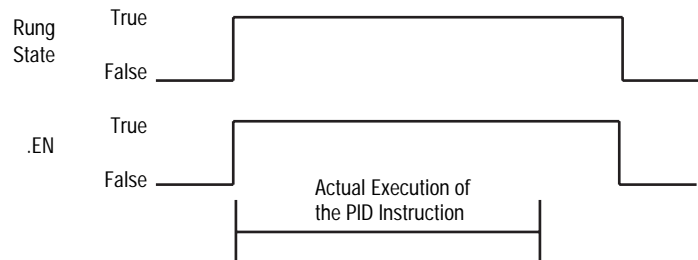 True
Rung
State
False
True
.EN
False
Actual Execution of
the PID Instruction